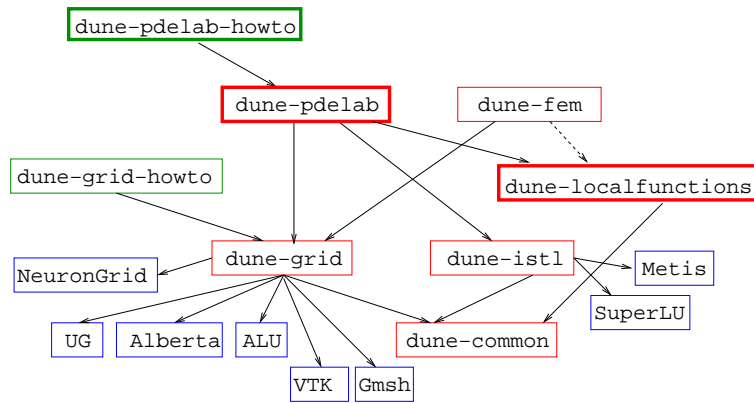 dune-pdelab-howto
dune-pdelab
dune-fem
dune-grid-howto
dune-localfunctions
dune-grid
dune-istl
NeuronGrid
Metis
SuperLU
UG
Alberta
ALU
dune-common
VTK
Gmsh